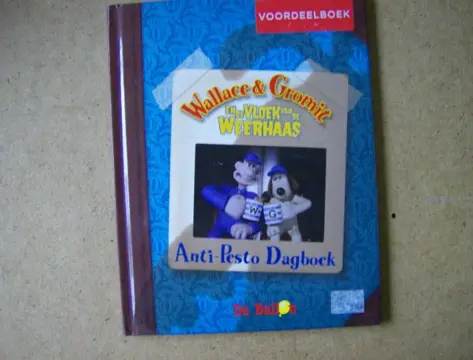 VOORDEELBOEK
Wallace & Gromit
EN DE VLOEK VAN DE
WEERHAAS
W G
Anti-Pesto Dagboek
De Ballon